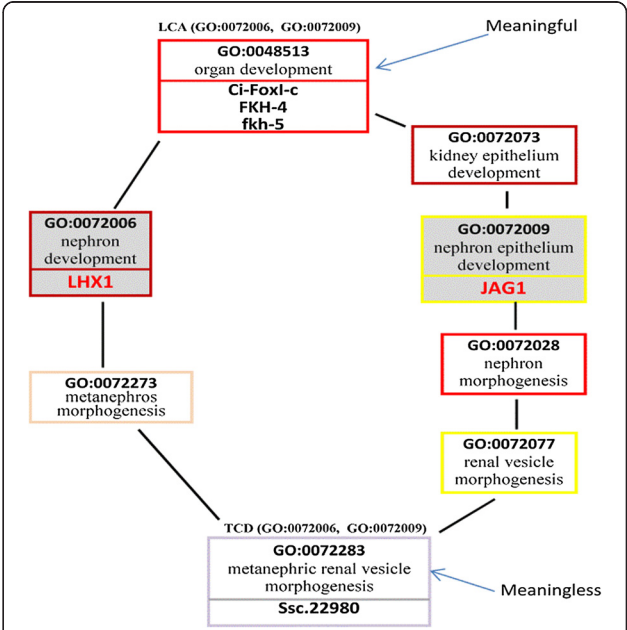 LCA (GO:0072006, GO:0072009)
Meaningful
GO:0048513
organ development
Ci-FoxI-c
FKH-4
fkh-5
GO:0072073
kidney epithelium
development
GO:0072006
nephron
development
LHX1
GO:0072009
nephron epithelium
development
JAG1
GO:0072028
nephron
morphogenesis
GO:0072273
metanephros
morphogenesis
GO:0072077
renal vesicle
morphogenesis
TCD (GO:0072006, GO:0072009)
GO:0072283
metanephric renal vesicle
morphogenesis
Ssc.22980
Meaningless